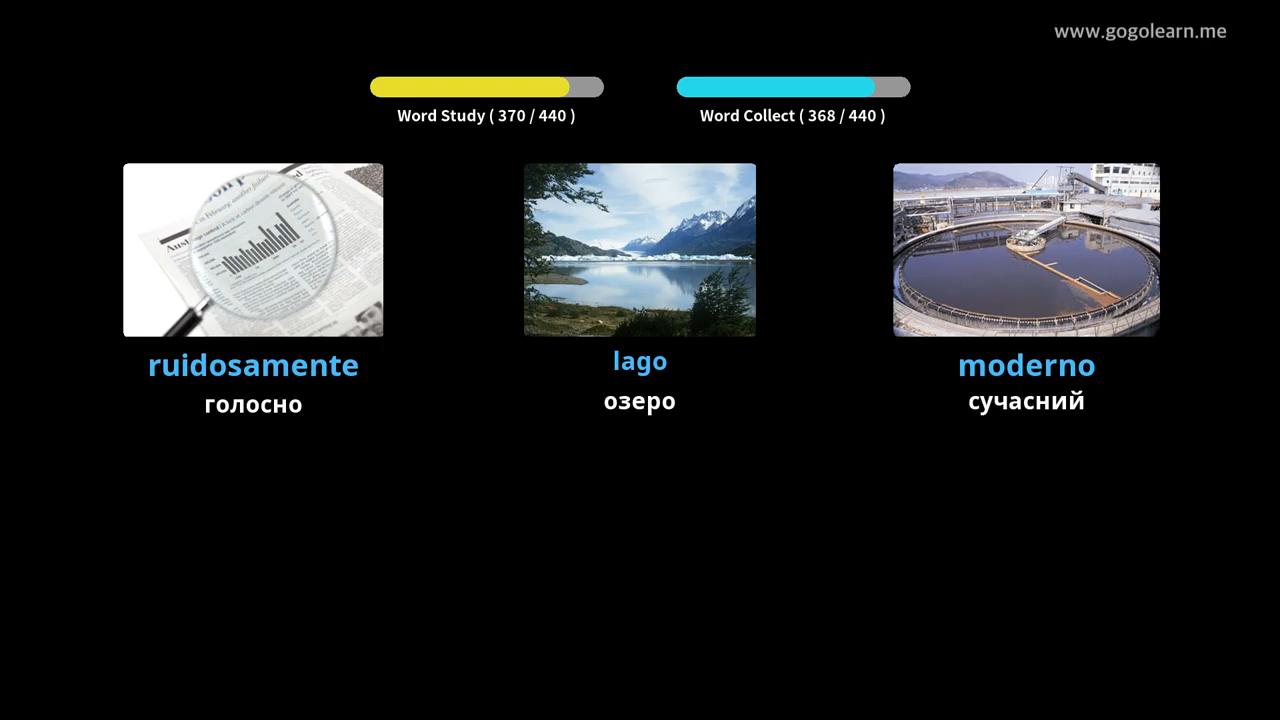 www.gogolearn.me
Word Study ( 370 / 440 )
Word Collect ( 368 / 440 )
ruidosamente
lago
moderno
голосно
озеро
сучасний